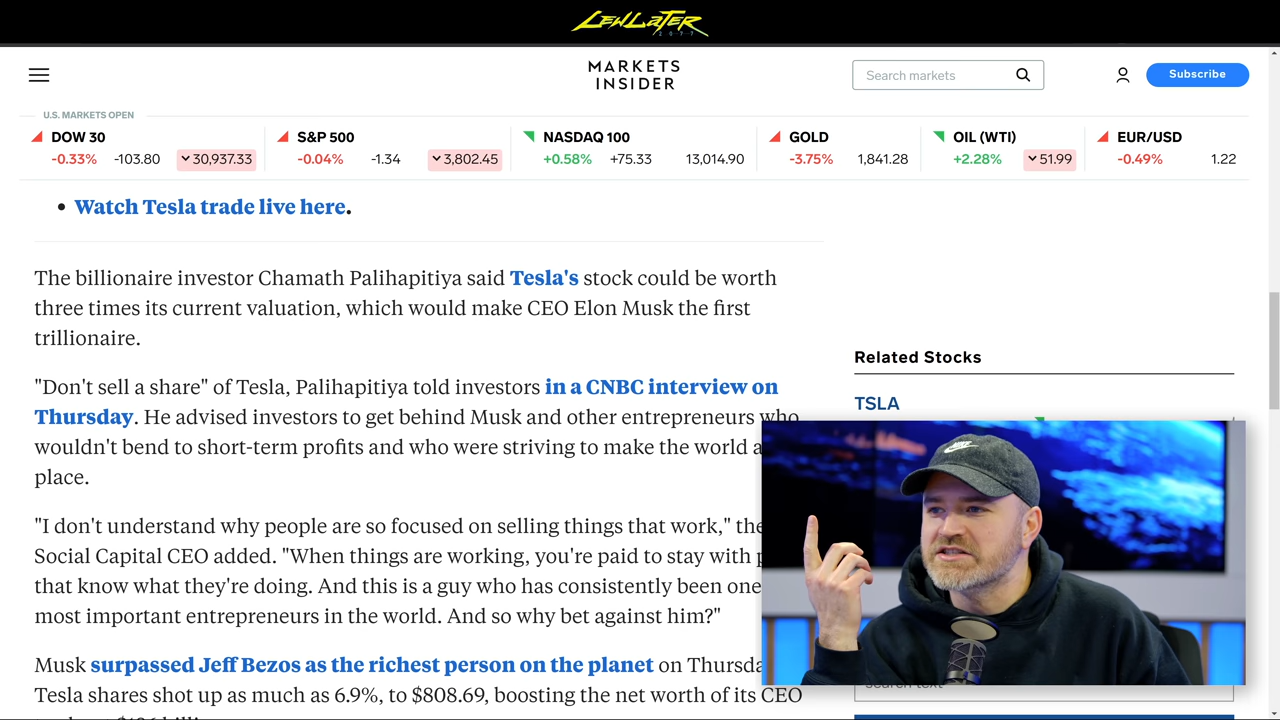 LEWLATER
2077
MARKETS
INSIDER
Search markets
Subscribe
U.S. MARKETS OPEN
DOW 30
-0.33% -103.80 30,937.33
S&P 500
-0.04% -1.34 3,802.45
NASDAQ 100
+0.58% +75.33 13,014.90
GOLD
-3.75% 1,841.28
OIL (WTI)
+2.28% 51.99
EUR/USD
-0.49% 1.22
• Watch Tesla trade live here.
The billionaire investor Chamath Palihapitiya said Tesla's stock could be worth
three times its current valuation, which would make CEO Elon Musk the first
trillionaire.
"Don't sell a share" of Tesla, Palihapitiya told investors in a CNBC interview on
Thursday. He advised investors to get behind Musk and other entrepreneurs who
wouldn't bend to short-term profits and who were striving to make the world a
place.
"I don't understand why people are so focused on selling things that work," the
Social Capital CEO added. "When things are working, you're paid to stay with
that know what they're doing. And this is a guy who has consistently been one
most important entrepreneurs in the world. And so why bet against him?"
Musk surpassed Jeff Bezos as the richest person on the planet on
Tesla shares shot up as much as 6.9%, to $808.69, boosting the net worth of its CEO
Related Stocks
TSLA
search text